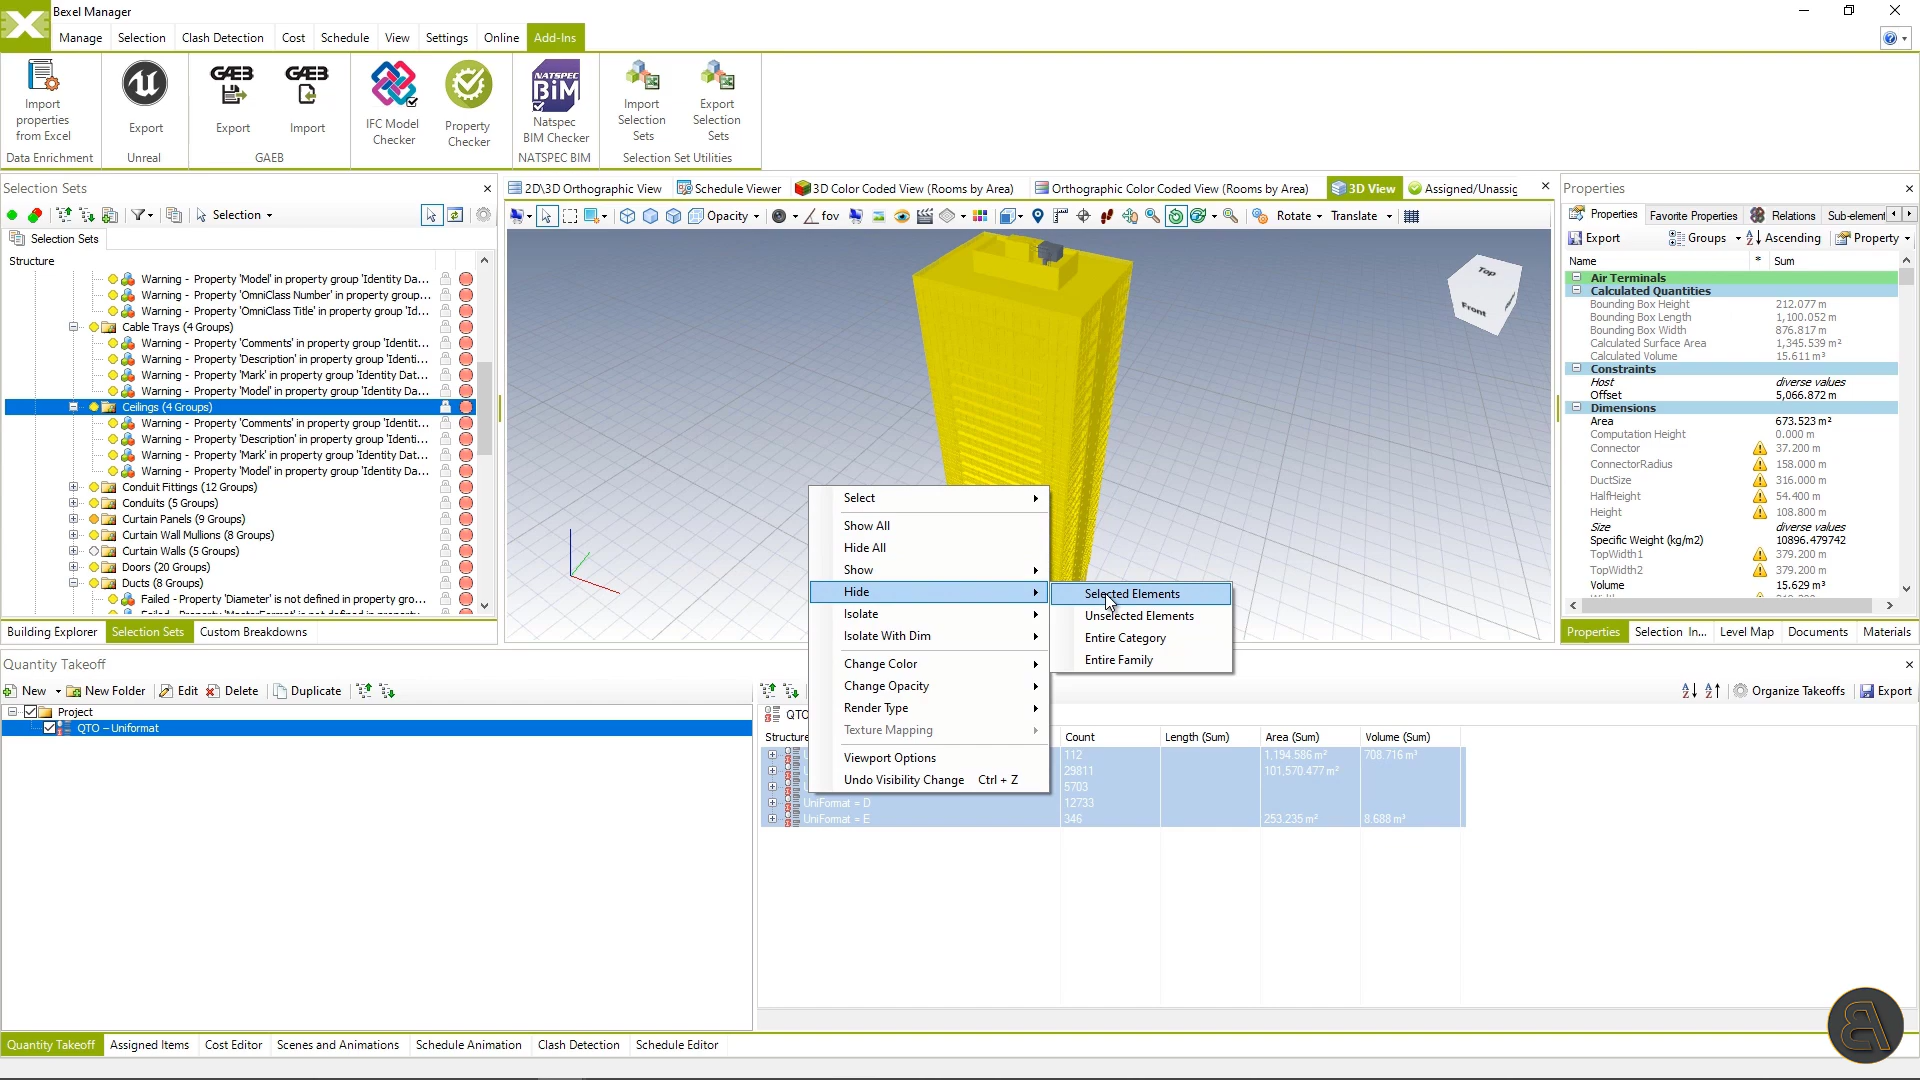 Bexel Manager
Manage
Selection
Clash Detection
Cost
Schedule
View
Settings
Online
Add-Ins
Import
properties
from Excel
Data Enrichment
Export
Unreal
GAEB
Export
GAEB
Import
GAEB
IFC Model
Checker
Property
Checker
NATSPEC
BiM
Natspec
BIM Checker
NATSPEC BIM
Import
Selection
Sets
Export
Selection
Sets
Selection Set Utilities
Selection Sets
Selection
Selection Sets
Structure
Warning - Property 'Model' in property group 'Identity Da...
Warning - Property 'OmniClass Number' in property group...
Warning - Property 'OmniClass Title' in property group 'Id...
Cable Trays (4 Groups)
Warning - Property 'Comments' in property group 'Identit...
Warning - Property 'Description' in property group 'Identi...
Warning - Property 'Mark' in property group 'Identity Dat...
Warning - Property 'Model' in property group 'Identity Da...
Ceilings (4 Groups)
Warning - Property 'Comments' in property group 'Identit...
Warning - Property 'Description' in property group 'Identi...
Warning - Property 'Mark' in property group 'Identity Dat...
Warning - Property 'Model' in property group 'Identity Da...
Conduit Fittings (12 Groups)
Conduits (5 Groups)
Curtain Panels (9 Groups)
Curtain Wall Mullions (8 Groups)
Curtain Walls (5 Groups)
Doors (20 Groups)
Ducts (8 Groups)
Failed - Property 'Diameter' is not defined in property gro...
Building Explorer
Selection Sets
Custom Breakdowns
2D\3D Orthographic View
Schedule Viewer
3D Color Coded View (Rooms by Area)
Orthographic Color Coded View (Rooms by Area)
3D View
Assigned/Unassig
Opacity
fov
Rotate
Translate
Top
Front
Select
Show All
Hide All
Show
Hide
Isolate
Isolate With Dim
Change Color
Change Opacity
Render Type
Texture Mapping
Viewport Options
Undo Visibility Change Ctrl + Z
Selected Elements
Unselected Elements
Entire Category
Entire Family
Properties
Properties
Favorite Properties
Relations
Sub-element
Export
Groups
Ascending
Property
Name * Sum
Air Terminals
Calculated Quantities
Bounding Box Height 212.077 m
Bounding Box Length 1,100.052 m
Bounding Box Width 876.817 m
Calculated Surface Area 1,345.539 m²
Calculated Volume 15.611 m³
Constraints
Host diverse values
Offset 5,066.872 m
Dimensions
Area 673.523 m²
Computation Height 0.000 m
Connector 37.200 m
ConnectorRadius 158.000 m
DuctSize 316.000 m
HalfHeight 54.400 m
Height 108.800 m
Size diverse values
Specific Weight (kg/m2) 10896.479742
TopWidth1 379.200 m
TopWidth2 379.200 m
Volume 15.629 m³
Properties
Selection In...
Level Map
Documents
Materials
Quantity Takeoff
New
New Folder
Edit
Delete
Duplicate
Project
QTO – Uniformat
Organize Takeoffs
Export
QTO
Structure Count Length (Sum) Area (Sum) Volume (Sum)
112 1,194.586 m² 708.716 m³
29811 101,570.477 m²
5703
UniFormat = D 12733
UniFormat = E 346 253.235 m² 8.688 m³
Quantity Takeoff
Assigned Items
Cost Editor
Scenes and Animations
Schedule Animation
Clash Detection
Schedule Editor